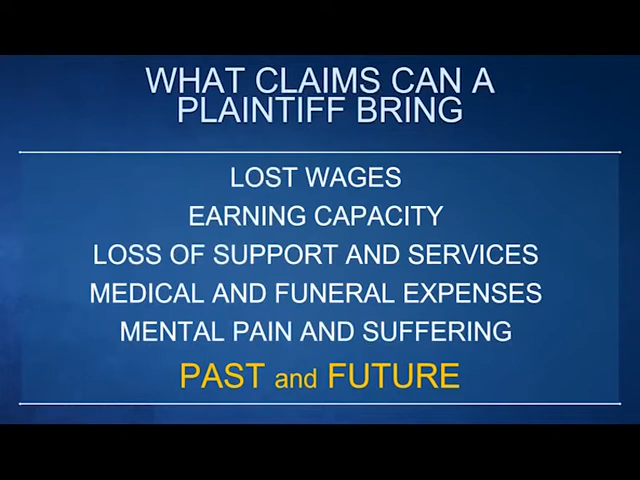 WHAT CLAIMS CAN A
PLAINTIFF BRING
LOST WAGES
EARNING CAPACITY
LOSS OF SUPPORT AND SERVICES
MEDICAL AND FUNERAL EXPENSES
MENTAL PAIN AND SUFFERING
PAST and FUTURE